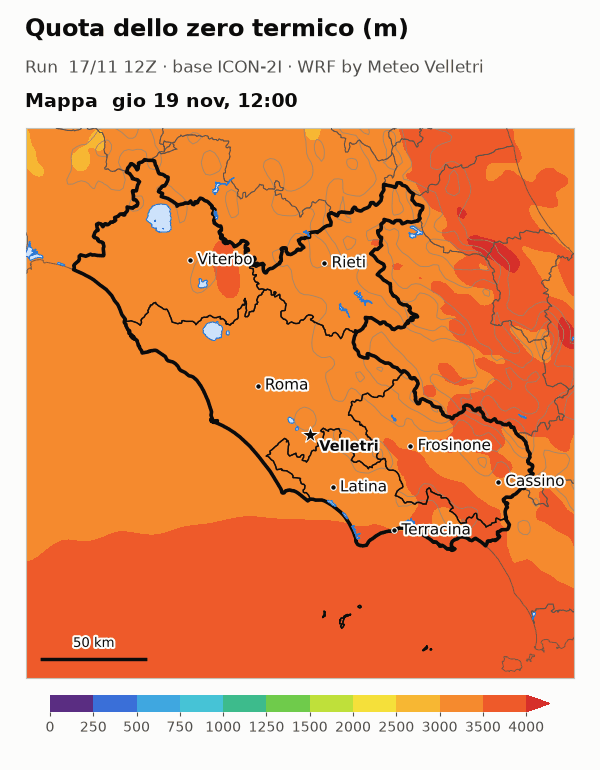 Quota dello zero termico (m)
Run  17/11 12Z · base ICON-2I · WRF by Meteo Velletri
Mappa  gio 19 nov, 12:00
Viterbo
Rieti
Roma
Velletri
Frosinone
Latina
Cassino
Terracina
50 km
0 250 500 750 1000 1250 1500 2000 2500 3000 3500 4000